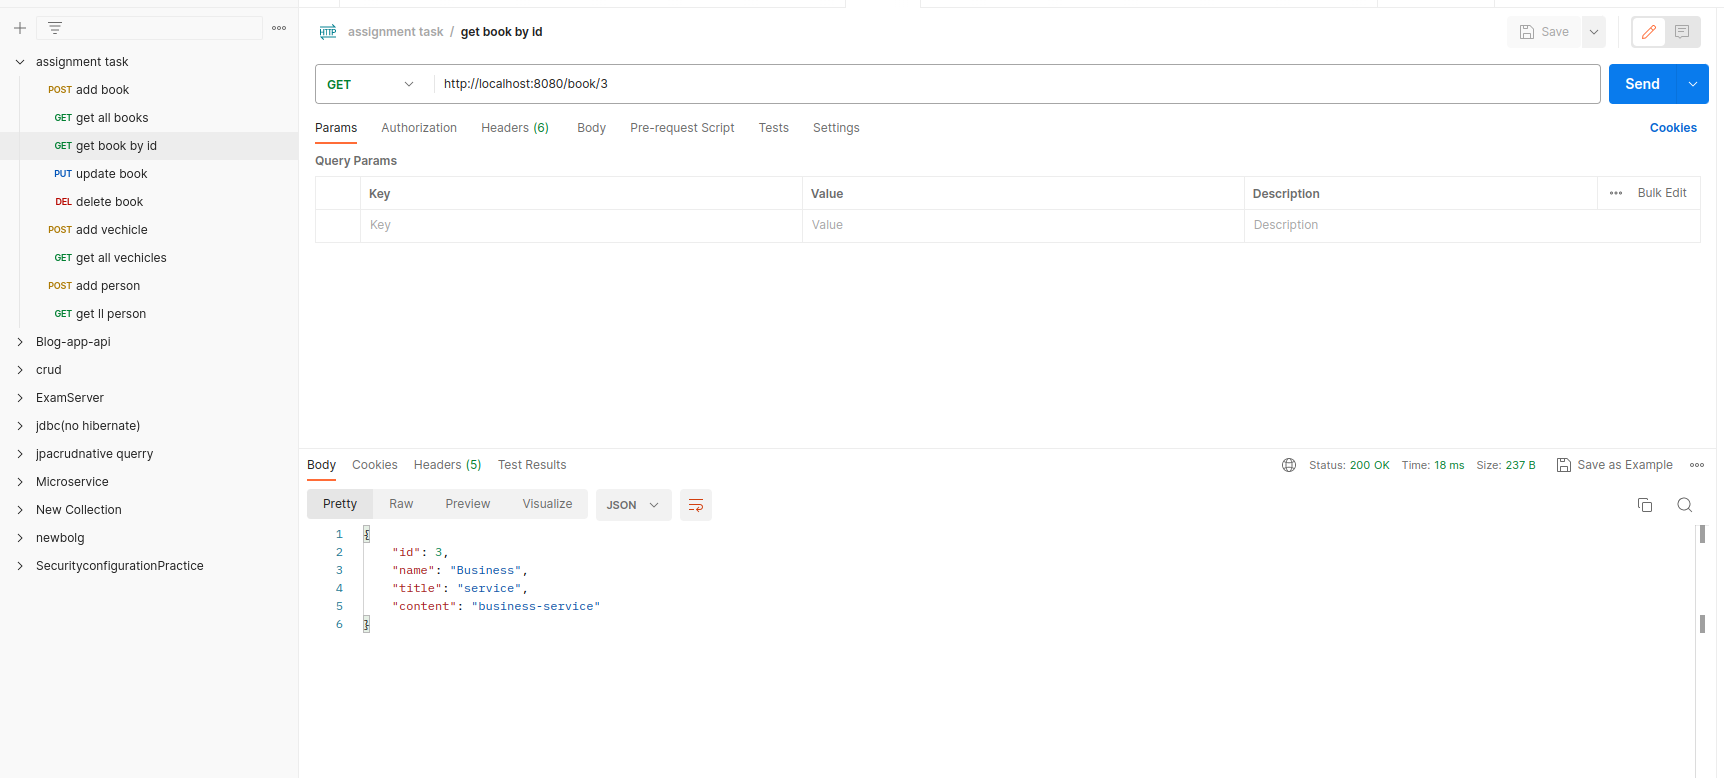 assignment task
POST add book
GET get all books
GET get book by id
PUT update book
DEL delete book
POST add vechicle
GET get all vechicles
POST add person
GET get ll person
Blog-app-api
crud
ExamServer
jdbc(no hibernate)
jpacrudnative querry
Microservice
New Collection
newbolg
SecurityconfigurationPractice
HTTP assignment task / get book by id
Save
GET http://localhost:8080/book/3
Send
Params Authorization Headers (6) Body Pre-request Script Tests Settings Cookies
Query Params
Key Value Description ••• Bulk Edit
Key Value Description
Body Cookies Headers (5) Test Results Status: 200 OK Time: 18 ms Size: 237 B Save as Example
Pretty Raw Preview Visualize JSON
1 {
2 "id": 3,
3 "name": "Business",
4 "title": "service",
5 "content": "business-service"
6 }